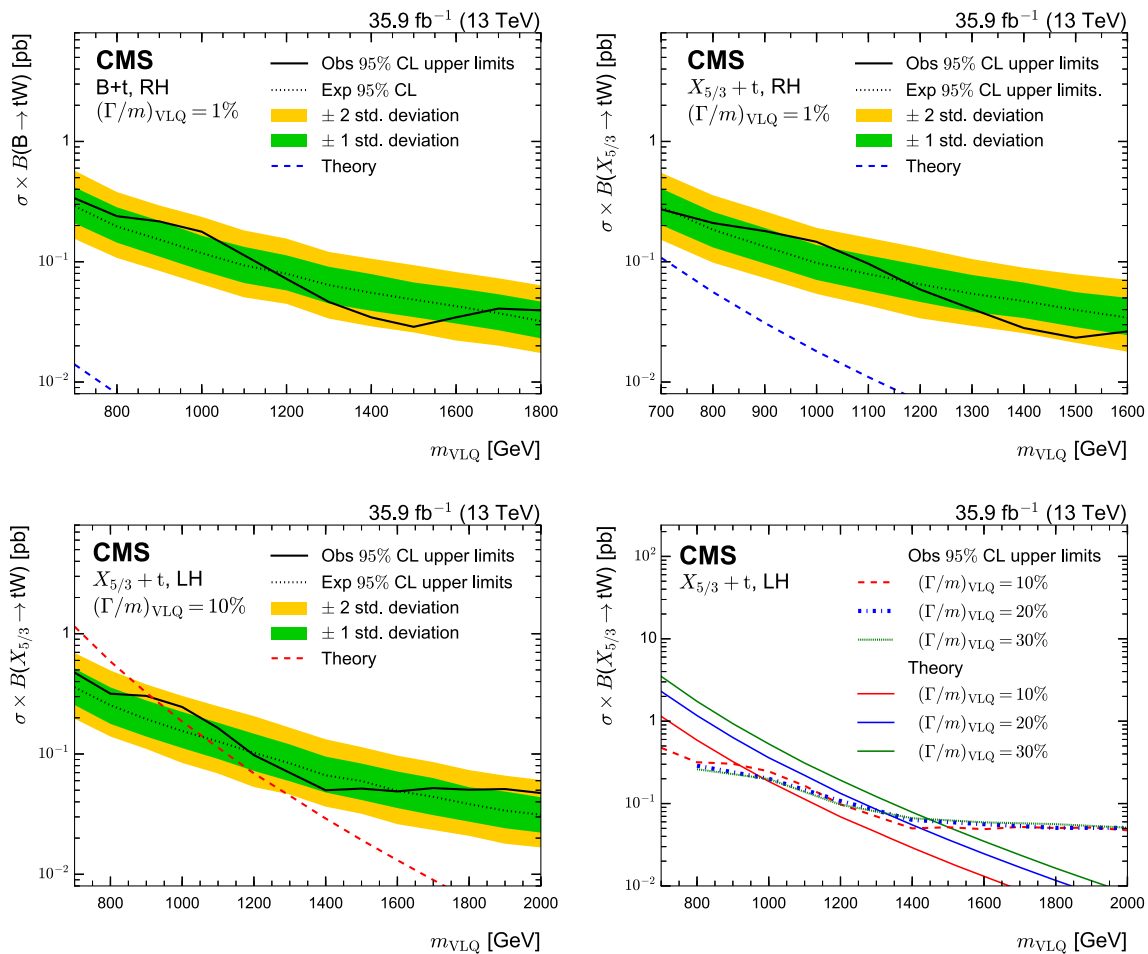 35.9 fb⁻¹ (13 TeV)
CMS
B+t, RH
(Γ/m)VLQ = 1%
Obs 95% CL upper limits
Exp 95% CL
± 2 std. deviation
± 1 std. deviation
Theory
σ × B(B → tW) [pb]
1
10⁻¹
10⁻²
800 1000 1200 1400 1600 1800
mVLQ [GeV]
35.9 fb⁻¹ (13 TeV)
CMS
X5/3 + t, RH
(Γ/m)VLQ = 1%
Obs 95% CL upper limits
Exp 95% CL upper limits.
± 2 std. deviation
± 1 std. deviation
Theory
σ × B(X5/3 → tW) [pb]
1
10⁻¹
10⁻²
700 800 900 1000 1100 1200 1300 1400 1500 1600
mVLQ [GeV]
35.9 fb⁻¹ (13 TeV)
CMS
X5/3 + t, LH
(Γ/m)VLQ = 10%
Obs 95% CL upper limits
Exp 95% CL upper limits
± 2 std. deviation
± 1 std. deviation
Theory
σ × B(X5/3 → tW) [pb]
1
10⁻¹
10⁻²
800 1000 1200 1400 1600 1800 2000
mVLQ [GeV]
35.9 fb⁻¹ (13 TeV)
CMS
X5/3 + t, LH
Obs 95% CL upper limits
(Γ/m)VLQ = 10%
(Γ/m)VLQ = 20%
(Γ/m)VLQ = 30%
Theory
(Γ/m)VLQ = 10%
(Γ/m)VLQ = 20%
(Γ/m)VLQ = 30%
σ × B(X5/3 → tW) [pb]
10²
10
1
10⁻¹
10⁻²
600 800 1000 1200 1400 1600 1800 2000
mVLQ [GeV]